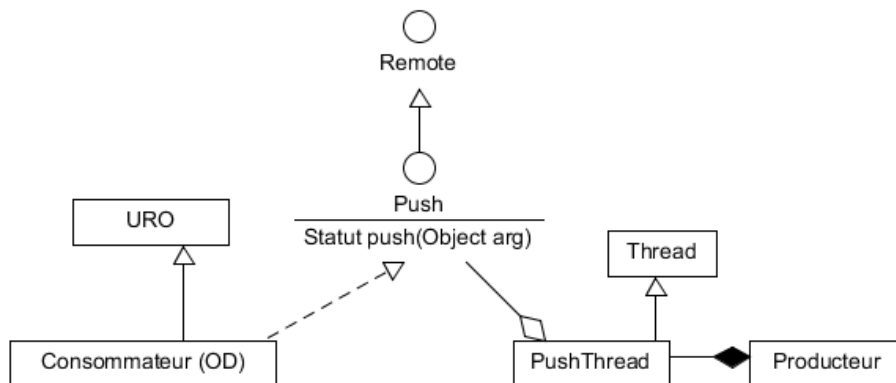 Remote
Push
Statut push(Object arg)
URO
Thread
Consommateur (OD)
PushThread
Producteur